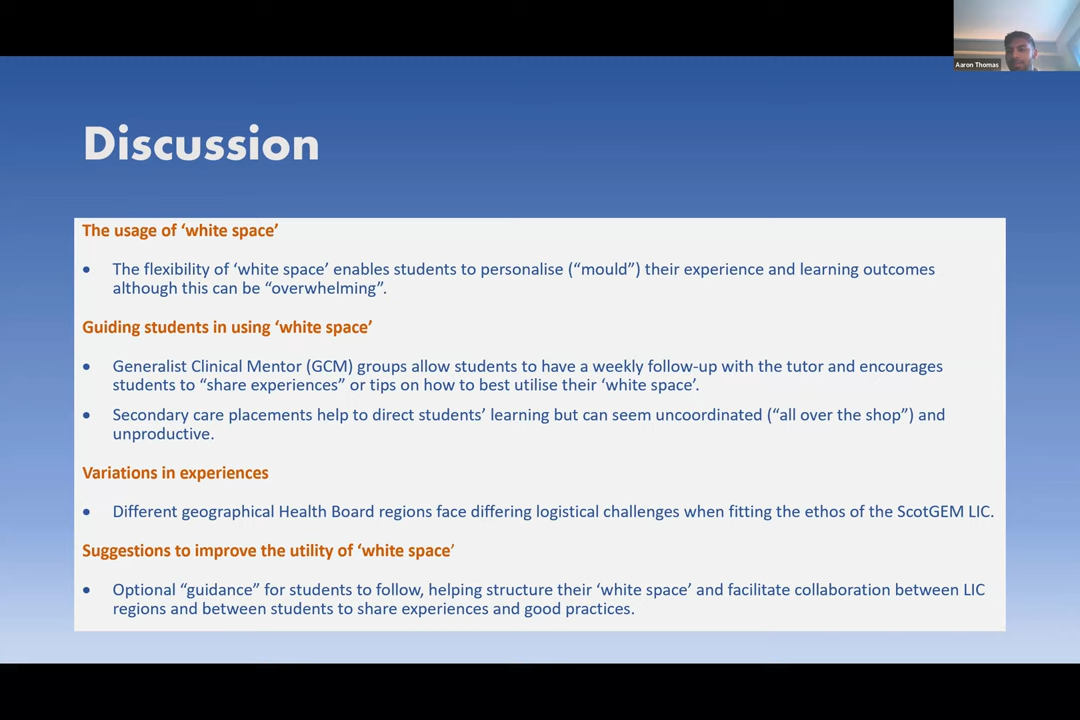 Aaron Thomas
Discussion
The usage of ‘white space’
• The flexibility of ‘white space’ enables students to personalise (“mould”) their experience and learning outcomes
although this can be “overwhelming”.
Guiding students in using ‘white space’
• Generalist Clinical Mentor (GCM) groups allow students to have a weekly follow-up with the tutor and encourages
students to “share experiences” or tips on how to best utilise their ‘white space’.
• Secondary care placements help to direct students’ learning but can seem uncoordinated (“all over the shop”) and
unproductive.
Variations in experiences
• Different geographical Health Board regions face differing logistical challenges when fitting the ethos of the ScotGEM LIC.
Suggestions to improve the utility of ‘white space’
• Optional “guidance” for students to follow, helping structure their ‘white space’ and facilitate collaboration between LIC
regions and between students to share experiences and good practices.